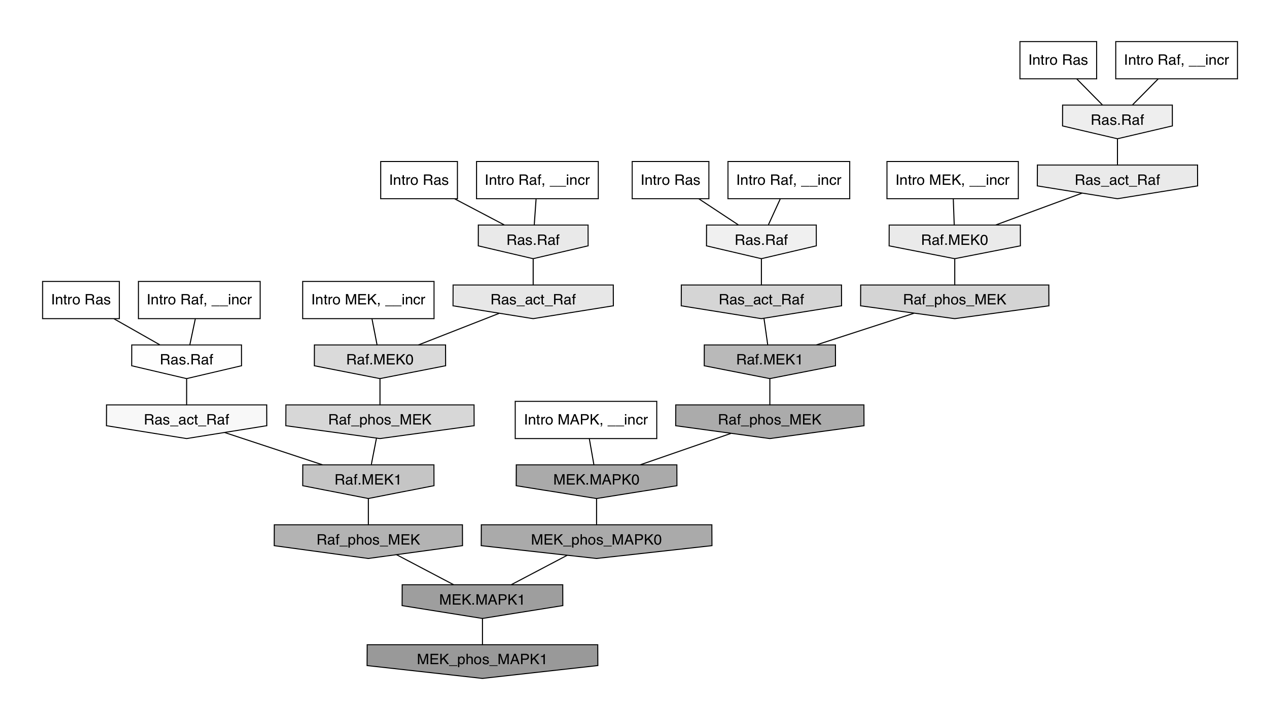 Intro Ras
Intro Raf, __incr
Ras.Raf
Intro Ras
Intro Raf, __incr
Intro Ras
Intro Raf, __incr
Intro MEK, __incr
Ras_act_Raf
Ras.Raf
Ras.Raf
Raf.MEK0
Intro Ras
Intro Raf, __incr
Intro MEK, __incr
Ras_act_Raf
Ras_act_Raf
Raf_phos_MEK
Ras.Raf
Raf.MEK0
Raf.MEK1
Ras_act_Raf
Raf_phos_MEK
Intro MAPK, __incr
Raf_phos_MEK
Raf.MEK1
MEK.MAPK0
Raf_phos_MEK
MEK_phos_MAPK0
MEK.MAPK1
MEK_phos_MAPK1